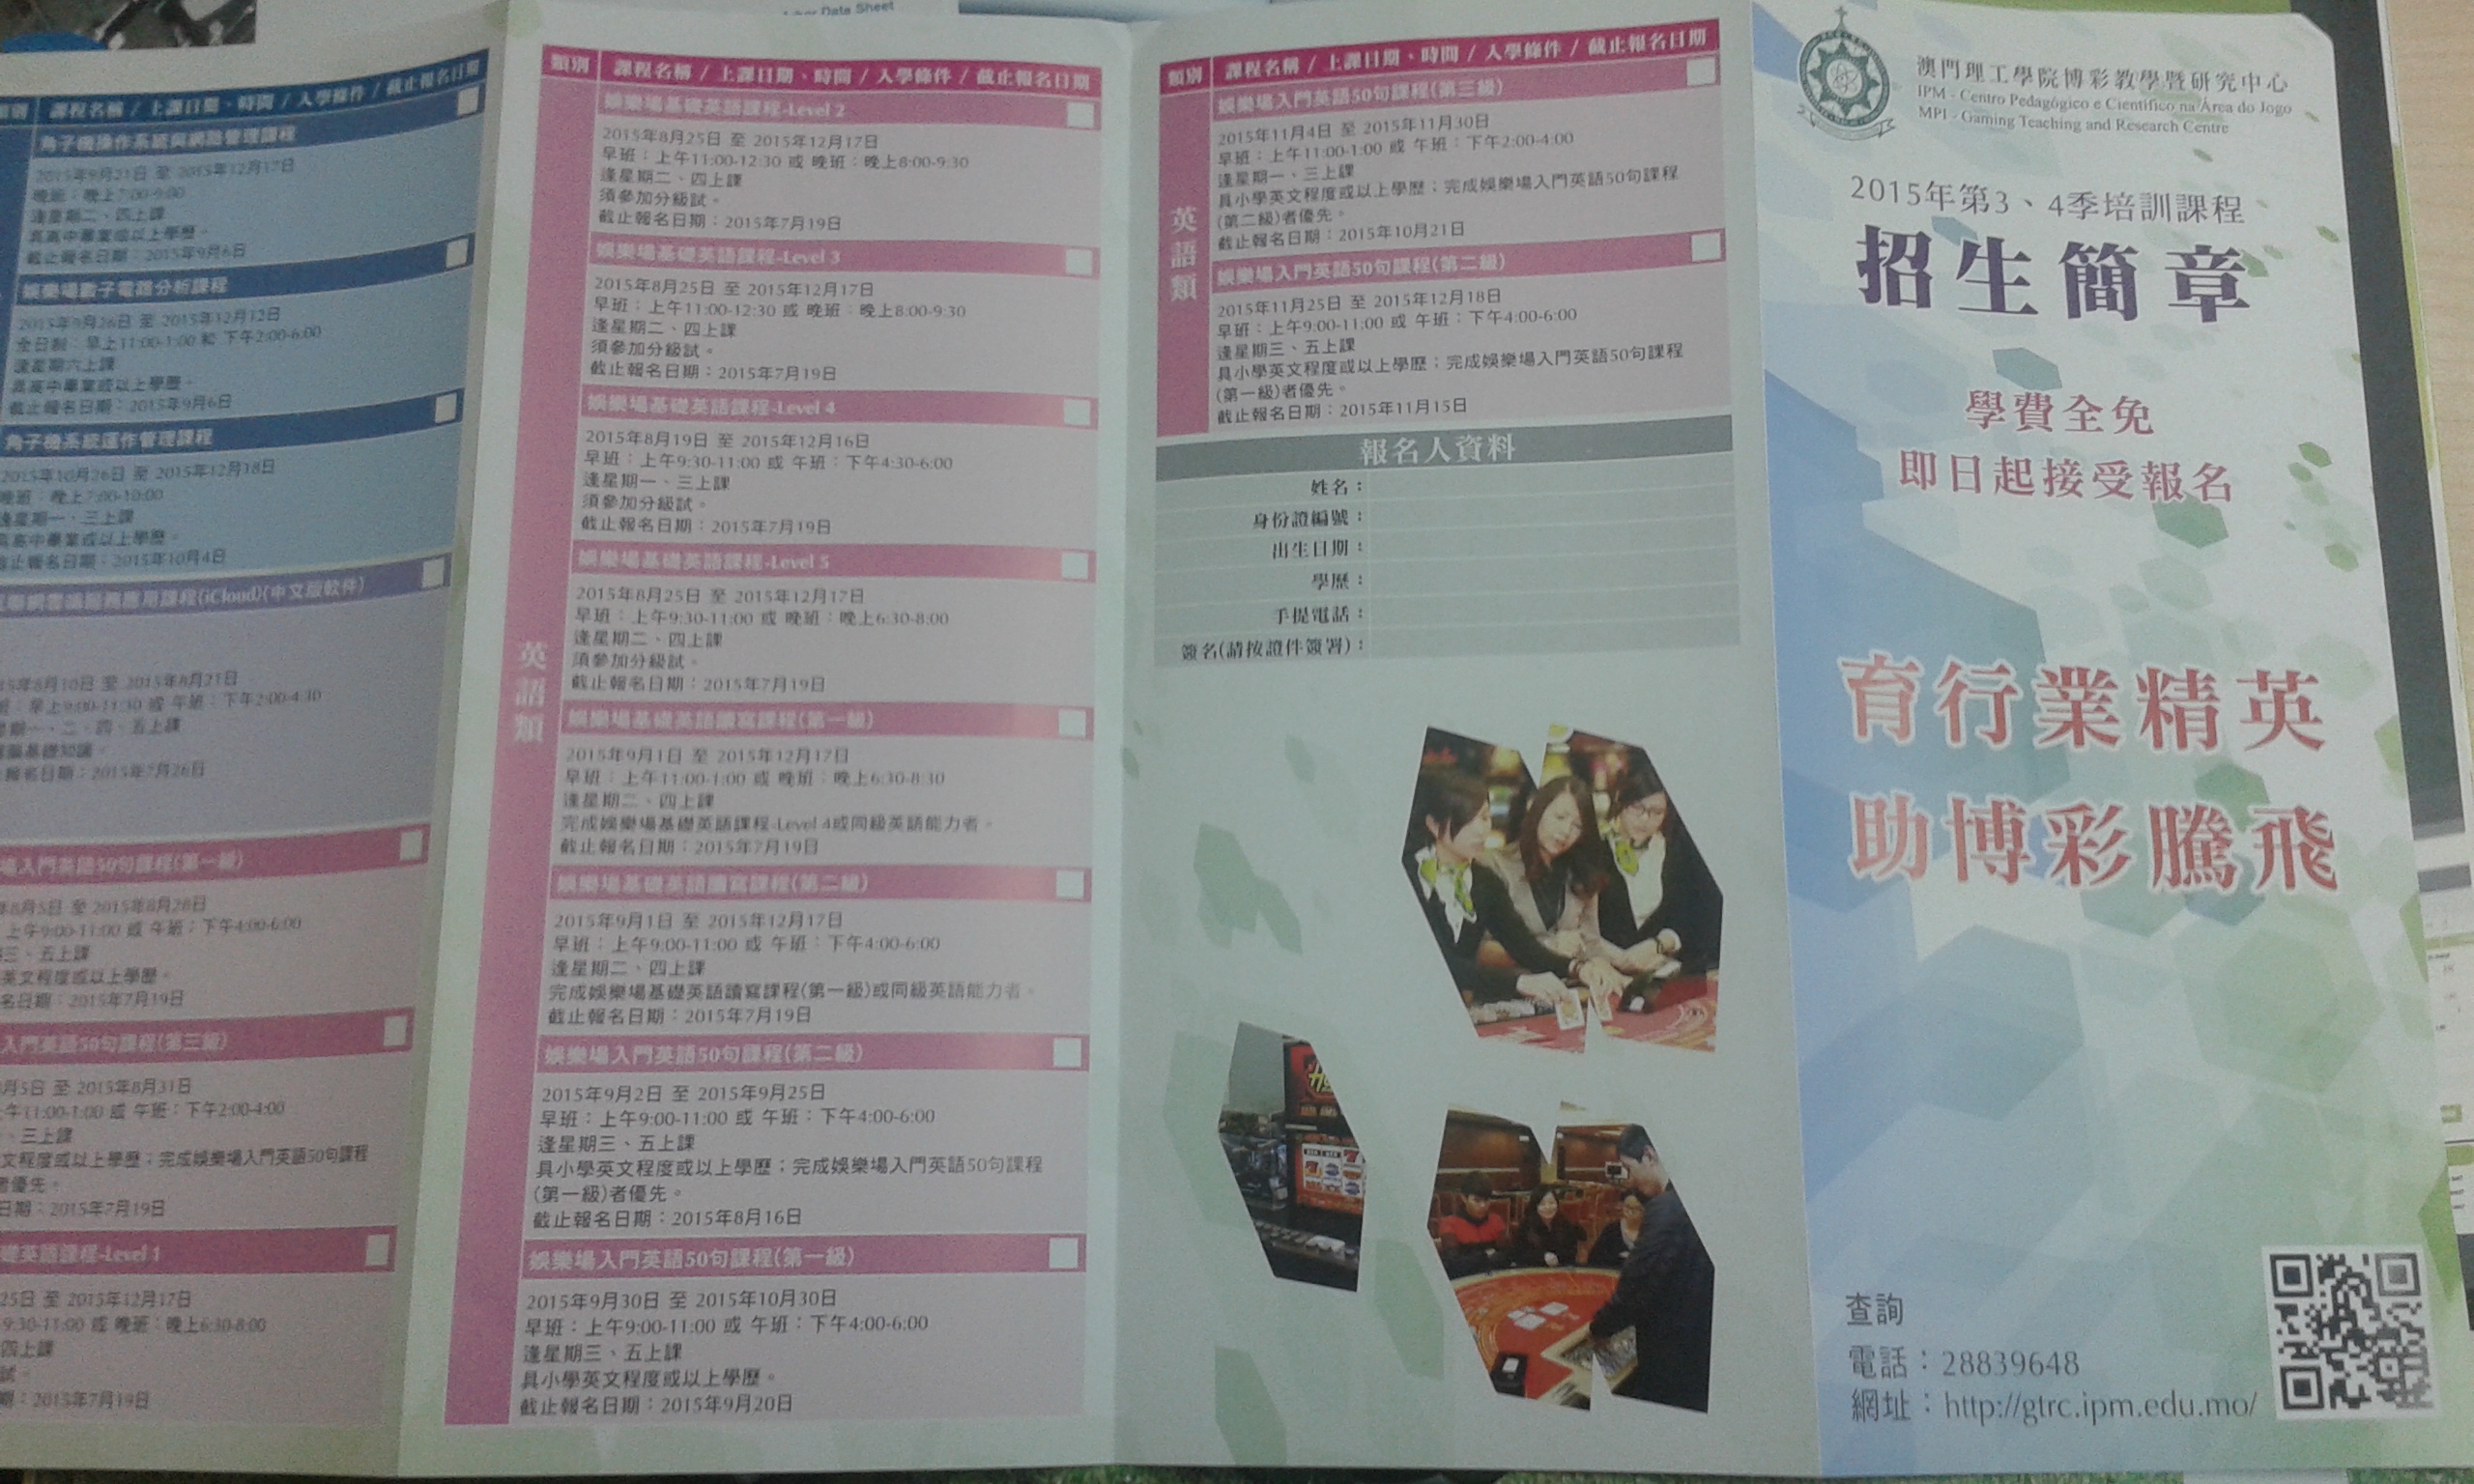 Data Sheet
類別 課程名稱 / 上課日期、時間 / 入學條件 / 截止報名日期
角子機操作系統與網路管理課程
2015年9月21日 至 2015年12月17日
晚班：晚上7:00-9:00
逢星期二、四上課
具高中畢業或以上學歷。
截止報名日期：2015年9月6日
娛樂場數子電路分析課程
2015年9月26日 至 2015年12月12日
全日制：早上11:00-1:00 和 下午2:00-6:00
逢星期六上課
具高中畢業或以上學歷。
截止報名日期：2015年9月6日
角子機系統運作管理課程
2015年10月26日 至 2015年12月18日
晚班：晚上7:00-10:00
逢星期一、三上課
具高中畢業或以上學歷。
截止報名日期：2015年10月4日
應用課程(iCloud)(中文版軟件)
8月10日 至 2015年8月21日
早上9:00-11:30 或 午班：下午2:00-4:30
一、二、四、五上課
基礎知識。
報名日期：2015年7月26日
場入門英語50句課程(第一級)
年8月5日 至 2015年8月28日
上午9:00-11:00 或 午班：下午4:00-6:00
三、五上課
英文程度或以上學歷。
名日期：2015年7月19日
入門英語50句課程(第三級)
月5日 至 2015年8月31日
午11:00-1:00 或 午班：下午2:00-4:00
、三上課
文程度或以上學歷；完成娛樂場入門英語50句課程
者優先。
日期：2015年7月19日
礎英語課程-Level 1
25日 至 2015年12月17日
9:30-11:00 或 晚班：晚上6:30-8:00
四上課
試。
期：2015年7月19日
類別 課程名稱 / 上課日期、時間 / 入學條件 / 截止報名日期
英語類
娛樂場基礎英語課程-Level 2
2015年8月25日 至 2015年12月17日
早班：上午11:00-12:30 或 晚班：晚上8:00-9:30
逢星期二、四上課
須參加分級試。
截止報名日期：2015年7月19日
娛樂場基礎英語課程-Level 3
2015年8月25日 至 2015年12月17日
早班：上午11:00-12:30 或 晚班：晚上8:00-9:30
逢星期二、四上課
須參加分級試。
截止報名日期：2015年7月19日
娛樂場基礎英語課程-Level 4
2015年8月19日 至 2015年12月16日
早班：上午9:30-11:00 或 午班：下午4:30-6:00
逢星期一、三上課
須參加分級試。
截止報名日期：2015年7月19日
娛樂場基礎英語課程-Level 5
2015年8月25日 至 2015年12月17日
早班：上午9:30-11:00 或 晚班：晚上6:30-8:00
逢星期二、四上課
須參加分級試。
截止報名日期：2015年7月19日
娛樂場基礎英語讀寫課程(第一級)
2015年9月1日 至 2015年12月17日
早班：上午11:00-1:00 或 晚班：晚上6:30-8:30
逢星期二、四上課
完成娛樂場基礎英語課程-Level 4或同級英語能力者。
截止報名日期：2015年7月19日
娛樂場基礎英語讀寫課程(第二級)
2015年9月1日 至 2015年12月17日
早班：上午9:00-11:00 或 午班：下午4:00-6:00
逢星期二、四上課
完成娛樂場基礎英語讀寫課程(第一級)或同級英語能力者。
截止報名日期：2015年7月19日
娛樂場入門英語50句課程(第二級)
2015年9月2日 至 2015年9月25日
早班：上午9:00-11:00 或 午班：下午4:00-6:00
逢星期三、五上課
具小學英文程度或以上學歷；完成娛樂場入門英語50句課程
(第一級)者優先。
截止報名日期：2015年8月16日
娛樂場入門英語50句課程(第一級)
2015年9月30日 至 2015年10月30日
早班：上午9:00-11:00 或 午班：下午4:00-6:00
逢星期三、五上課
具小學英文程度或以上學歷。
截止報名日期：2015年9月20日
類別 課程名稱 / 上課日期、時間 / 入學條件 / 截止報名日期
英語類
娛樂場入門英語50句課程(第三級)
2015年11月4日 至 2015年11月30日
早班：上午11:00-1:00 或 午班：下午2:00-4:00
逢星期一、三上課
具小學英文程度或以上學歷；完成娛樂場入門英語50句課程
(第二級)者優先。
截止報名日期：2015年10月21日
娛樂場入門英語50句課程(第二級)
2015年11月25日 至 2015年12月18日
早班：上午9:00-11:00 或 午班：下午4:00-6:00
逢星期三、五上課
具小學英文程度或以上學歷；完成娛樂場入門英語50句課程
(第一級)者優先。
截止報名日期：2015年11月15日
報名人資料
姓名：
身份證編號：
出生日期：
學歷：
手提電話：
簽名(請按證件簽署)：
澳門理工學院博彩教學暨研究中心
IPM - Centro Pedagógico e Científico na Área do Jogo
MPI - Gaming Teaching and Research Centre
2015年第3、4季培訓課程
招生簡章
學費全免
即日起接受報名
育行業精英
助博彩騰飛
查詢
電話：28839648
網址：http://gtrc.ipm.edu.mo/